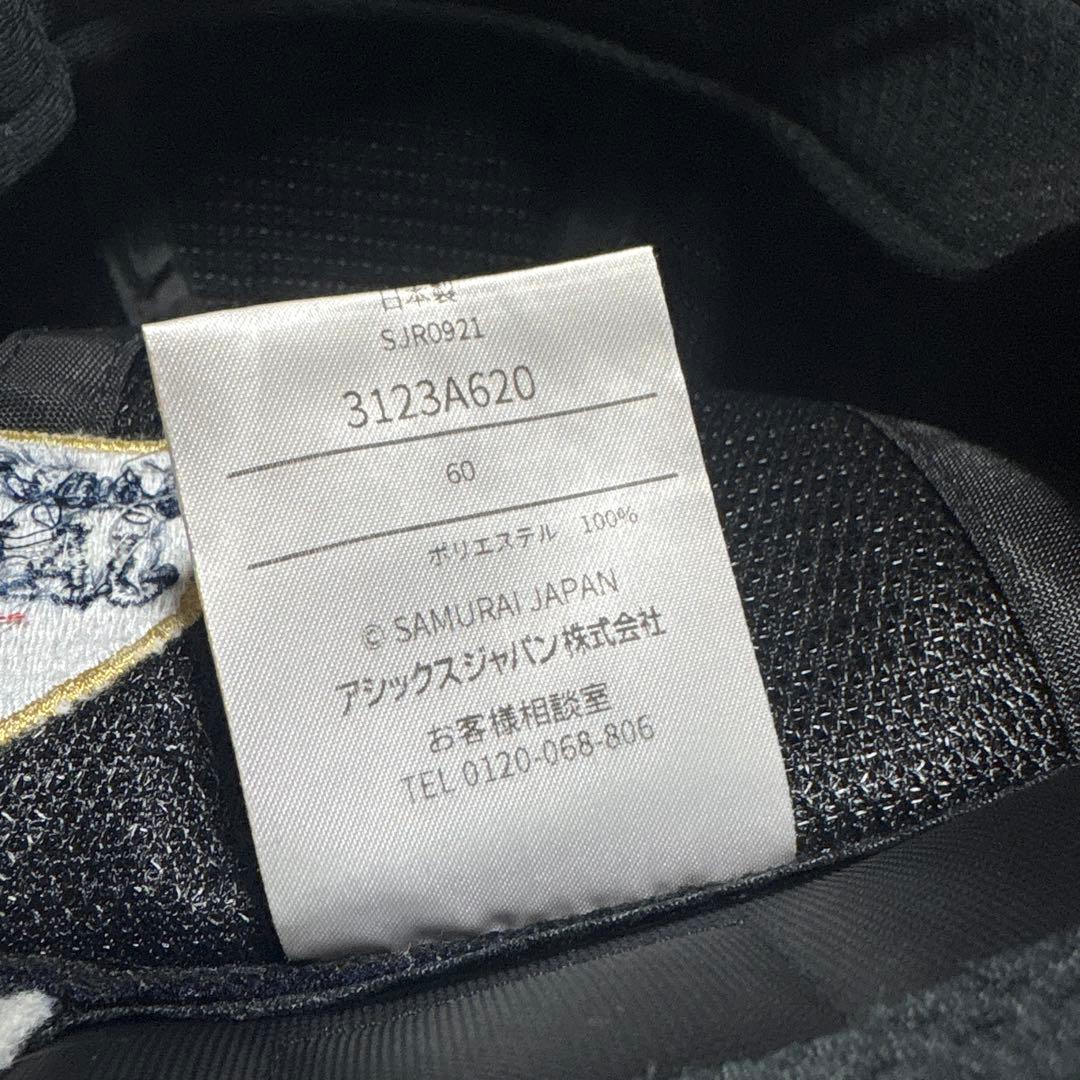 日本製
SJR0921
3123A620
60
ポリエステル 100%
© SAMURAI JAPAN
アシックスジャパン株式会社
お客様相談室
TEL 0120-068-806